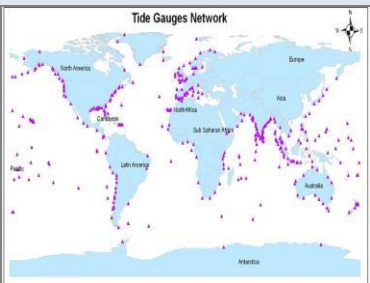 Tide Gauges Network
N
W
E
S
Europe
North America
Asia
North Africa
Caribbean
Sub Saharan Africa
Pacific
Latin America
Australia
Antarctica